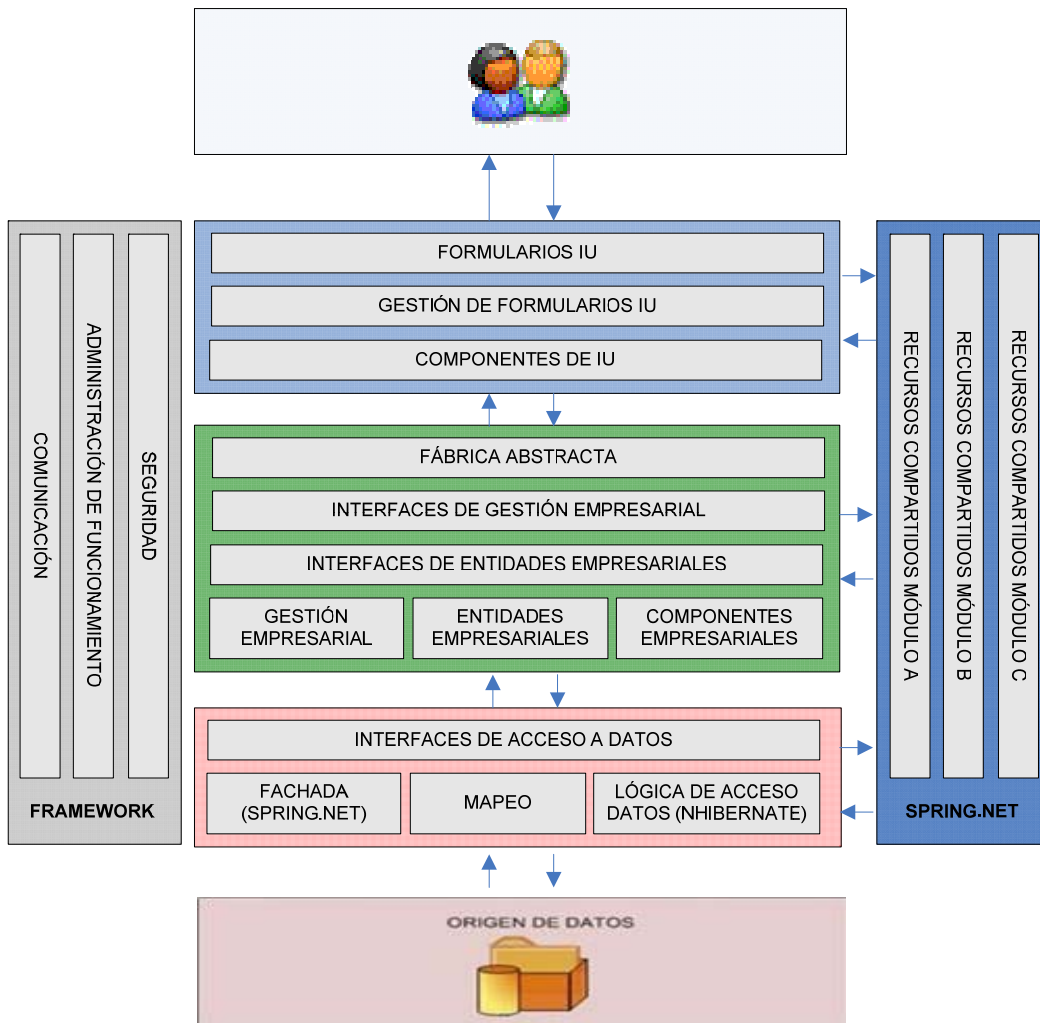 FORMULARIOS IU
GESTIÓN DE FORMULARIOS IU
COMPONENTES DE IU
COMUNICACIÓN
ADMINISTRACIÓN DE FUNCIONAMIENTO
SEGURIDAD
FRAMEWORK
FÁBRICA ABSTRACTA
INTERFACES DE GESTIÓN EMPRESARIAL
INTERFACES DE ENTIDADES EMPRESARIALES
GESTIÓN
EMPRESARIAL
ENTIDADES
EMPRESARIALES
COMPONENTES
EMPRESARIALES
INTERFACES DE ACCESO A DATOS
FACHADA
(SPRING.NET)
MAPEO
LÓGICA DE ACCESO
DATOS (NHIBERNATE)
RECURSOS COMPARTIDOS MÓDULO A
RECURSOS COMPARTIDOS MÓDULO B
RECURSOS COMPARTIDOS MÓDULO C
SPRING.NET
ORIGEN DE DATOS